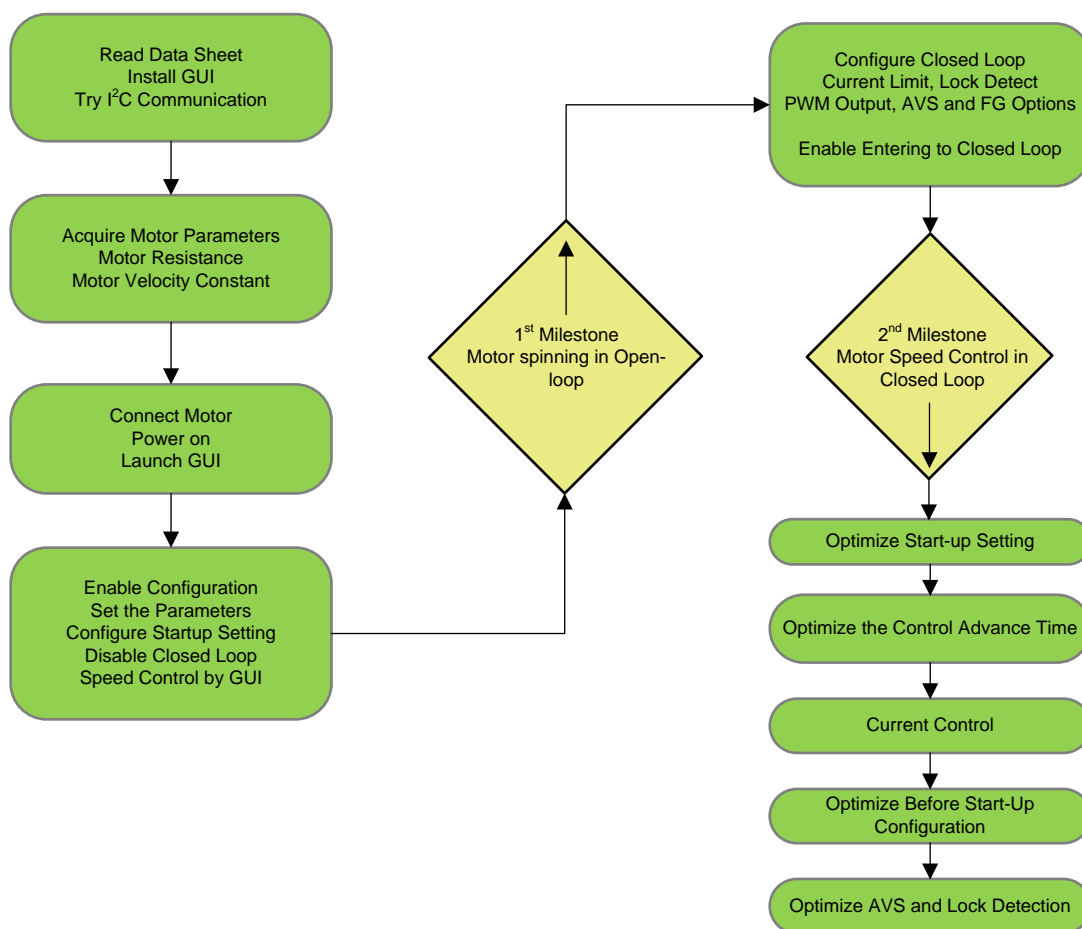 Read Data Sheet
Install GUI
Try I²C Communication
Acquire Motor Parameters
Motor Resistance
Motor Velocity Constant
Connect Motor
Power on
Launch GUI
Enable Configuration
Set the Parameters
Configure Startup Setting
Disable Closed Loop
Speed Control by GUI
1st Milestone
Motor spinning in Open-
loop
Configure Closed Loop
Current Limit, Lock Detect
PWM Output, AVS and FG Options
Enable Entering to Closed Loop
2nd Milestone
Motor Speed Control in
Closed Loop
Optimize Start-up Setting
Optimize the Control Advance Time
Current Control
Optimize Before Start-Up
Configuration
Optimize AVS and Lock Detection